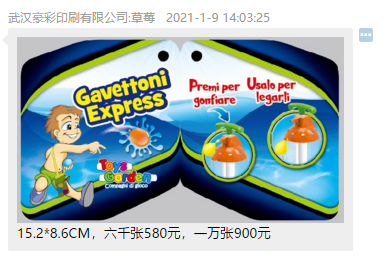 武汉豪彩印刷有限公司:草莓 2021-1-9 14:03:25
Gavettoni
Express
Toys
Garden
Compagni di gioco
Premi per
gonfiare
Usalo per
legarli
15.2*8.6CM，六千张580元，一万张900元